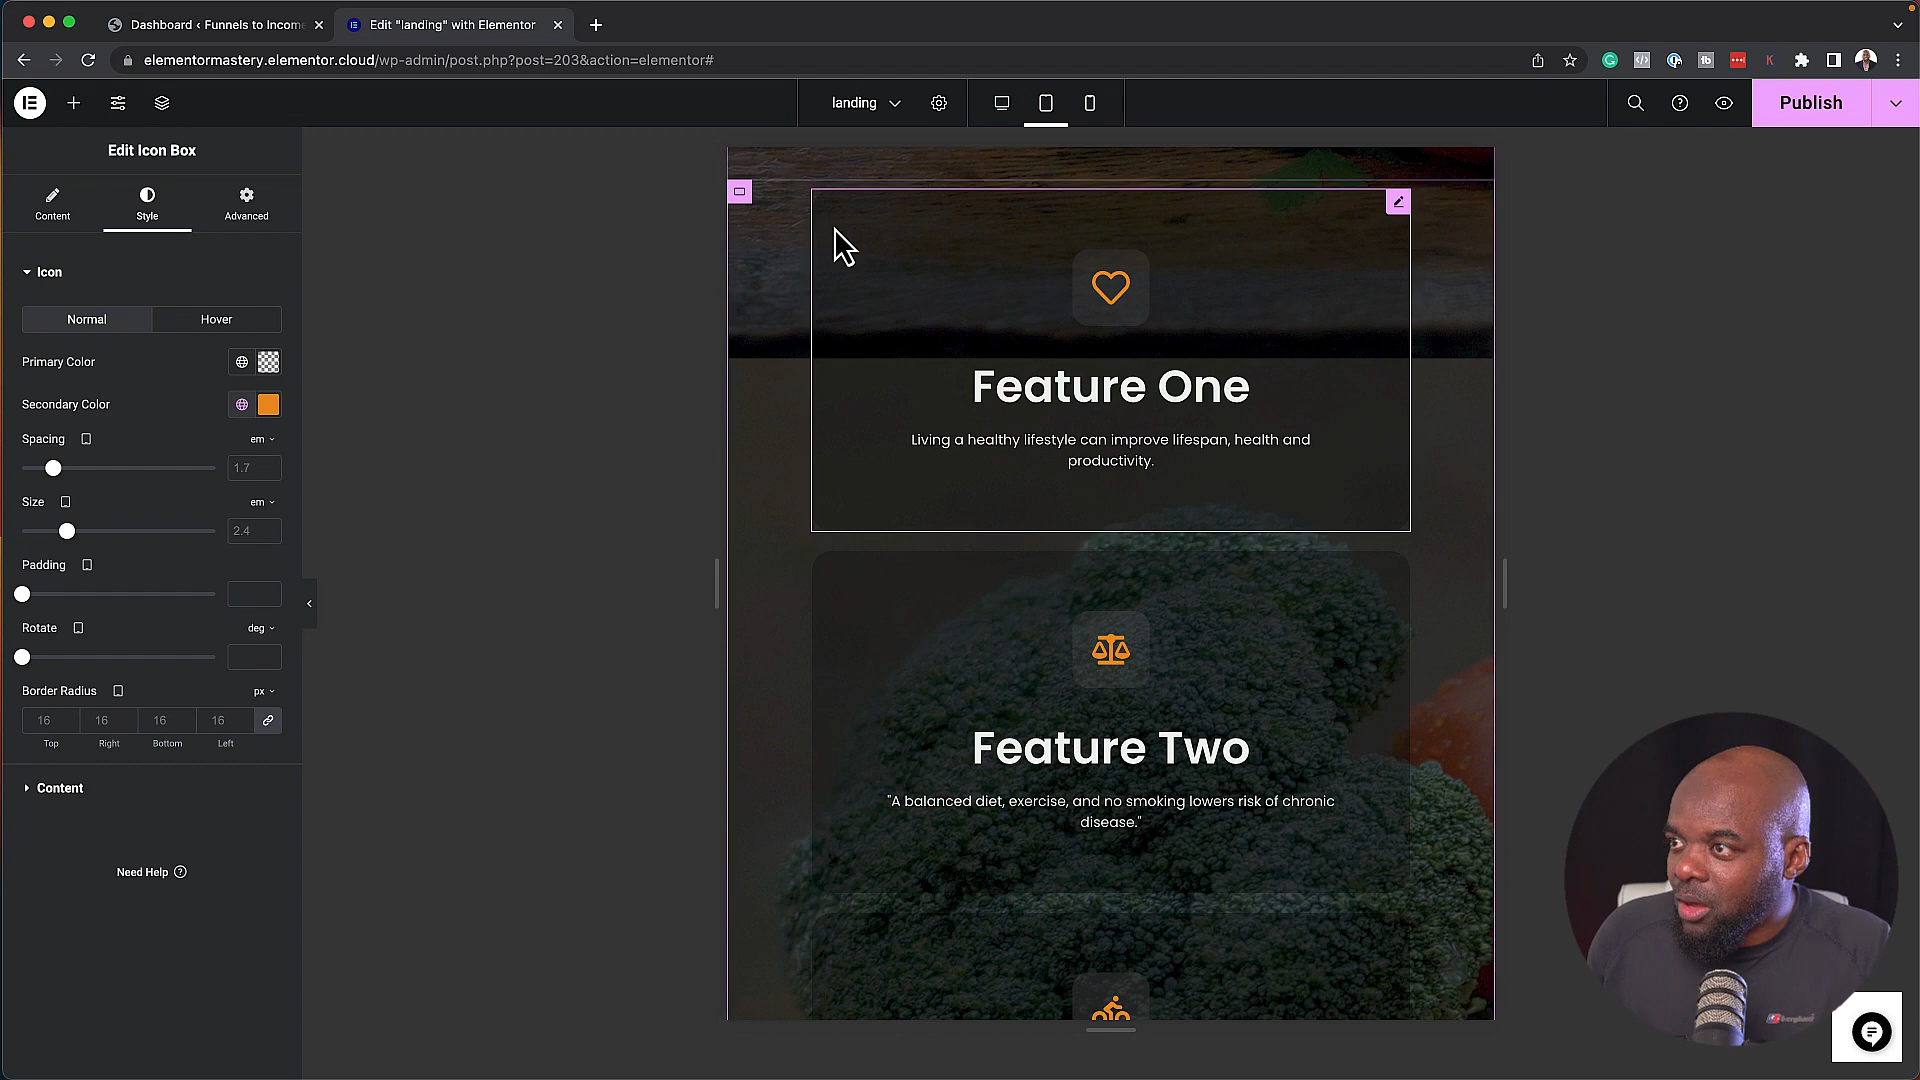 Dashboard ‹ Funnels to Income
Edit "landing" with Elementor
elementormastery.elementor.cloud/wp-admin/post.php?post=203&action=elementor#
landing
Publish
Edit Icon Box
Content
Style
Advanced
Icon
Normal
Hover
Primary Color
Secondary Color
Spacing
em
1.7
Size
em
2.4
Padding
Rotate
deg
Border Radius
px
16
16
16
16
Top
Right
Bottom
Left
Content
Need Help
Feature One
Living a healthy lifestyle can improve lifespan, health and
productivity.
Feature Two
"A balanced diet, exercise, and no smoking lowers risk of chronic
disease."